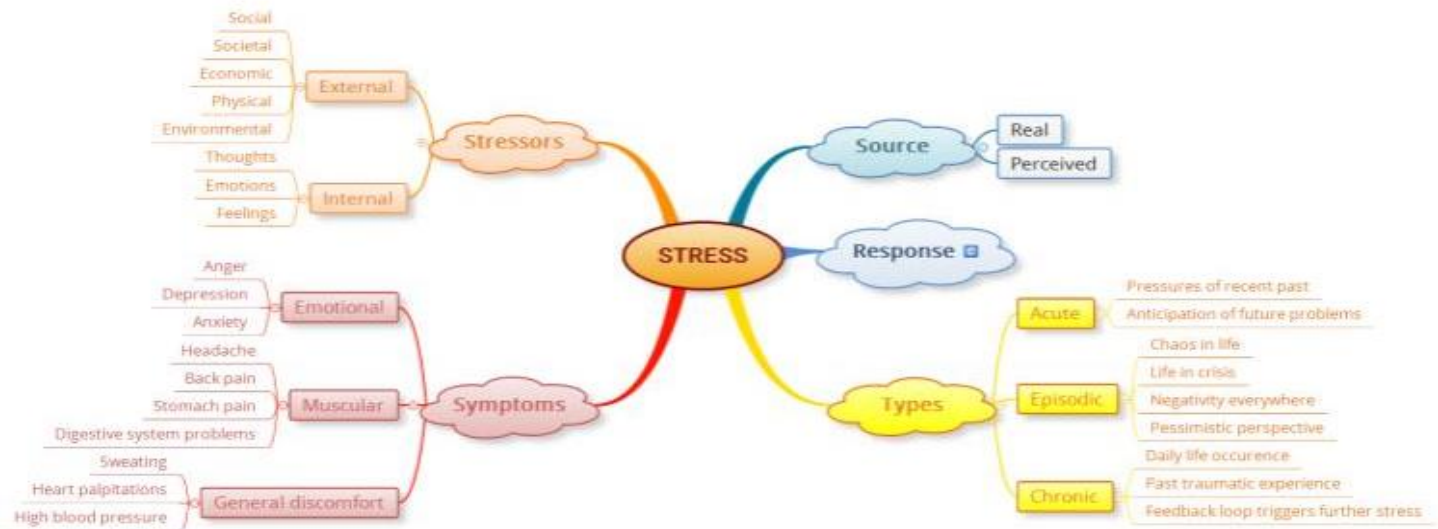 STRESS
Stressors
External
Social
Societal
Economic
Physical
Environmental
Internal
Thoughts
Emotions
Feelings
Symptoms
Emotional
Anger
Depression
Anxiety
Muscular
Headache
Back pain
Stomach pain
Digestive system problems
General discomfort
Sweating
Heart palpitations
High blood pressure
Source
Real
Perceived
Response
Types
Acute
Pressures of recent past
Anticipation of future problems
Episodic
Chaos in life
Life in crisis
Negativity everywhere
Pessimistic perspective
Chronic
Daily life occurence
Past traumatic experience
Feedback loop triggers further stress